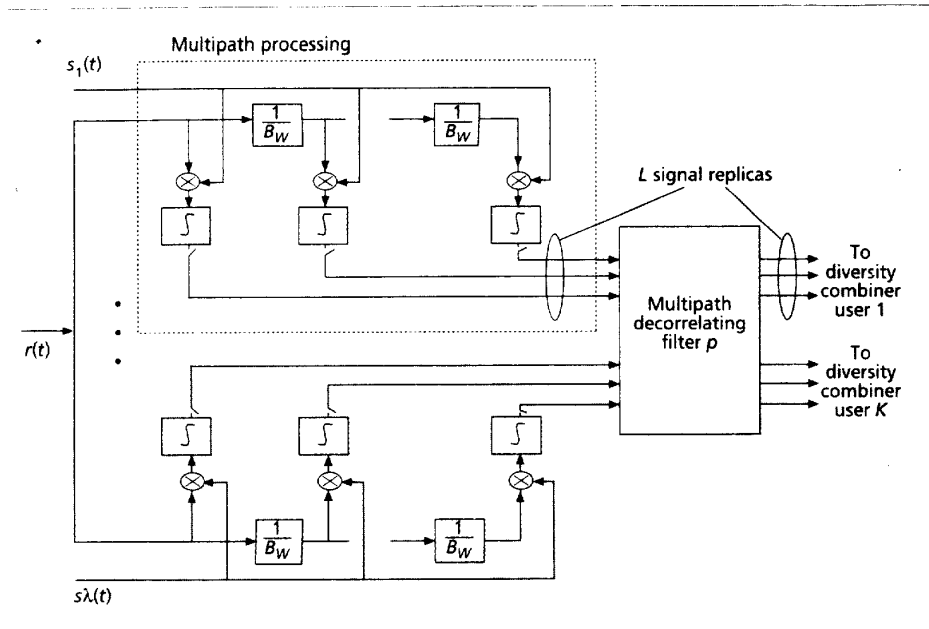 Multipath processing
s1(t)
1
BW
1
BW
L signal replicas
∫
∫
∫
To
diversity
combiner
user 1
Multipath
decorrelating
filter p
r(t)
To
diversity
combiner
user K
∫
∫
∫
1
BW
1
BW
sλ(t)